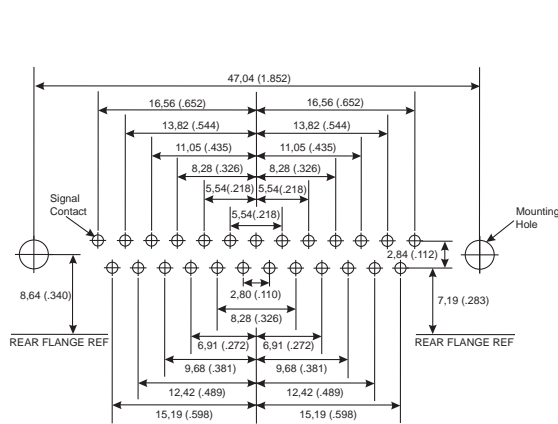 47,04 (1.852)
16,56 (.652) 16,56 (.652)
13,82 (.544) 13,82 (.544)
11,05 (.435) 11,05 (.435)
8,28 (.326) 8,28 (.326)
5,54(.218) 5,54(.218)
Signal
Contact
5,54(.218)
Mounting
Hole
2,84 (.112)
8,64 (.340)
2,80 (.110)
7,19 (.283)
8,28 (.326)
REAR FLANGE REF
6,91 (.272) 6,91 (.272)
REAR FLANGE REF
9,68 (.381) 9,68 (.381)
12,42 (.489) 12,42 (.489)
15,19 (.598) 15,19 (.598)